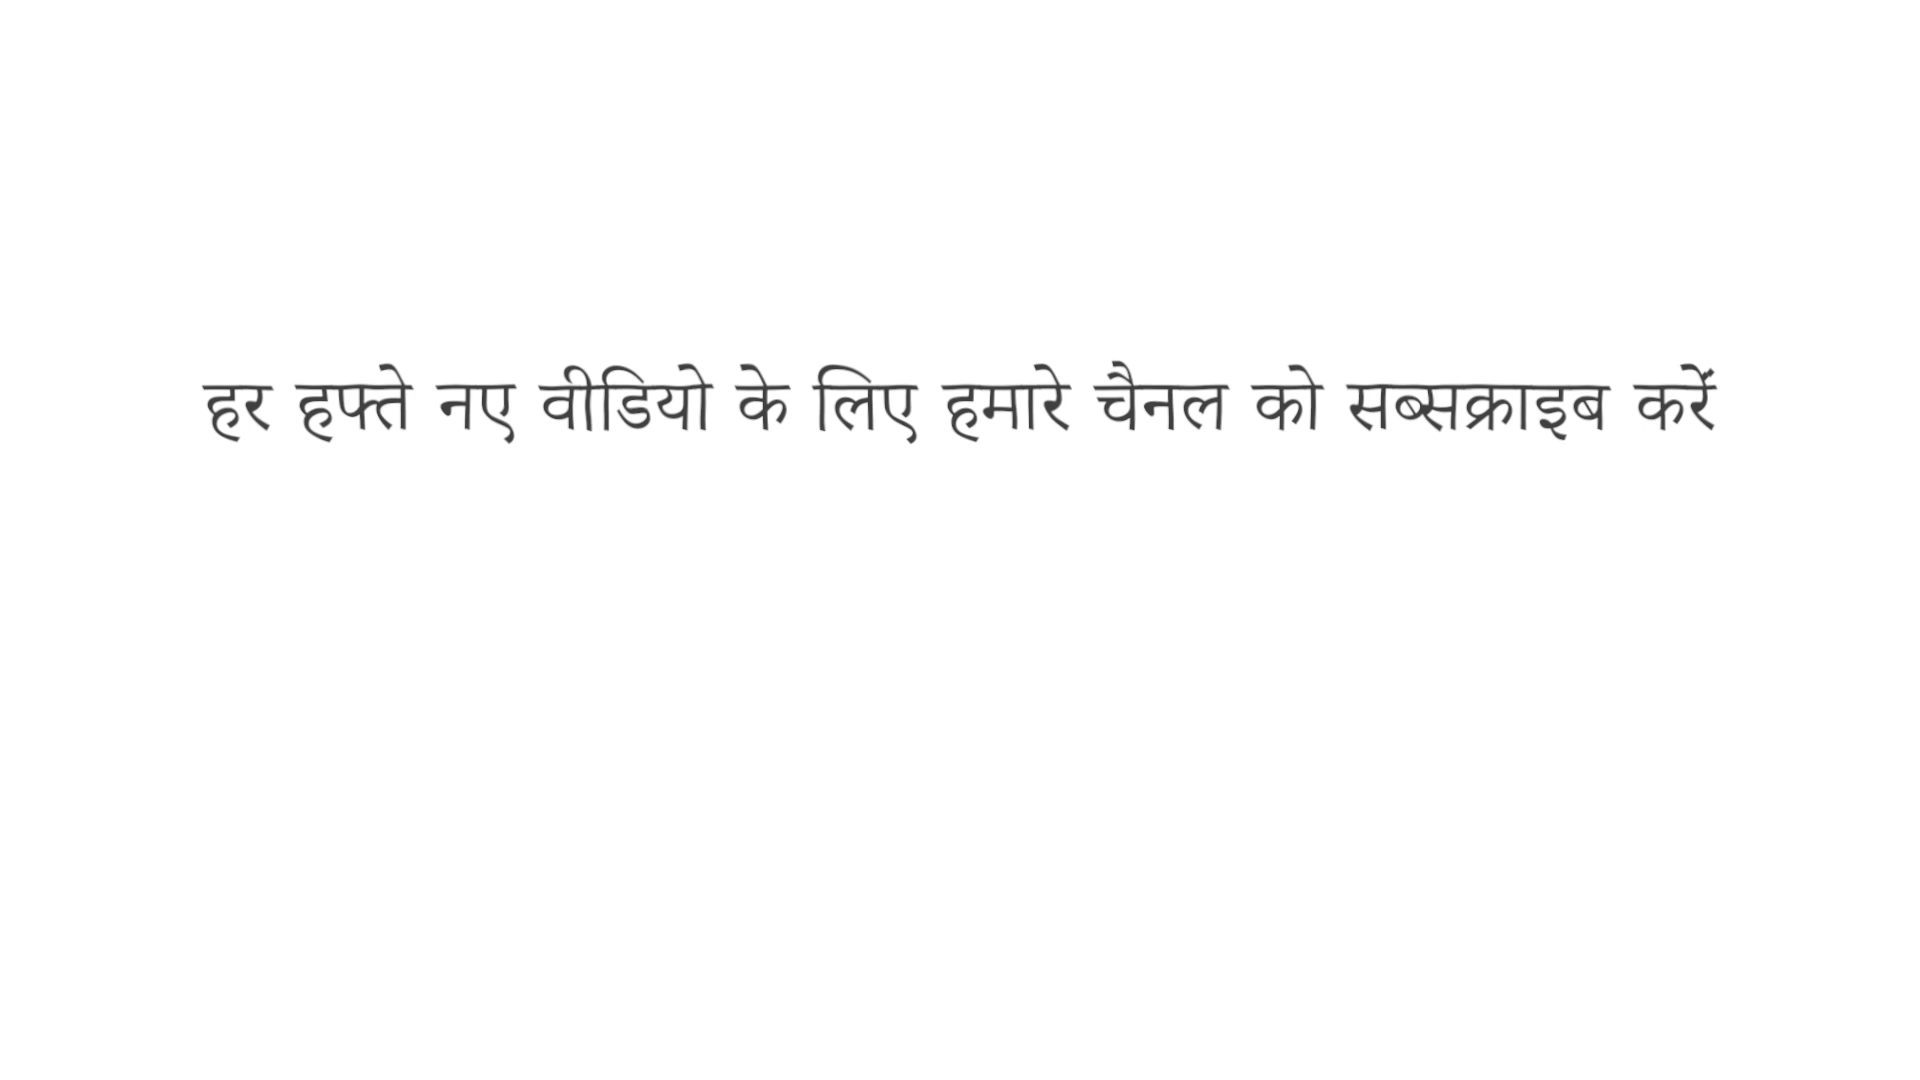 हर हफ्ते नए वीडियो के लिए हमारे चैनल को सब्सक्राइब करें